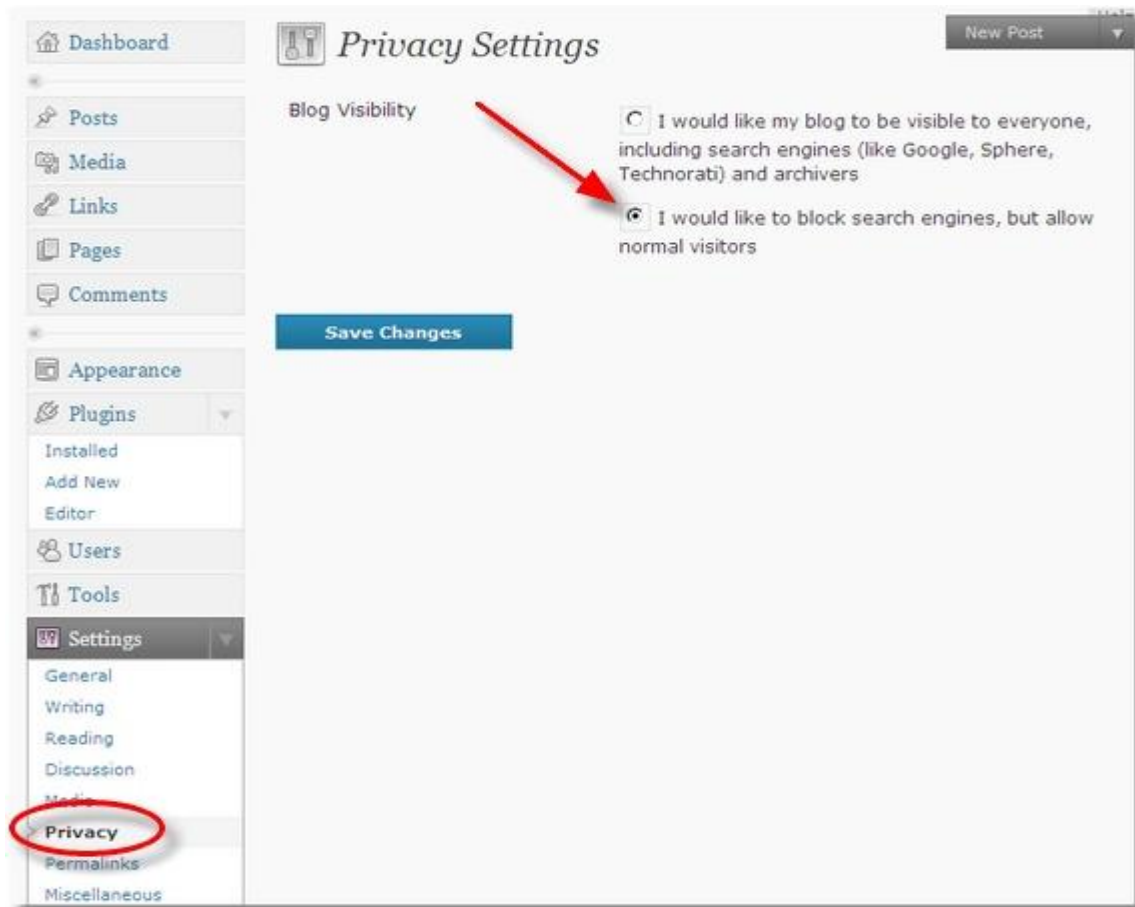 Help
New Post
Dashboard
Privacy Settings
Posts
Media
Links
Pages
Comments
Appearance
Plugins
Installed
Add New
Editor
Users
Tools
Settings
General
Writing
Reading
Discussion
Media
Privacy
Permalinks
Miscellaneous
Blog Visibility
I would like my blog to be visible to everyone,
including search engines (like Google, Sphere,
Technorati) and archivers
I would like to block search engines, but allow
normal visitors
Save Changes